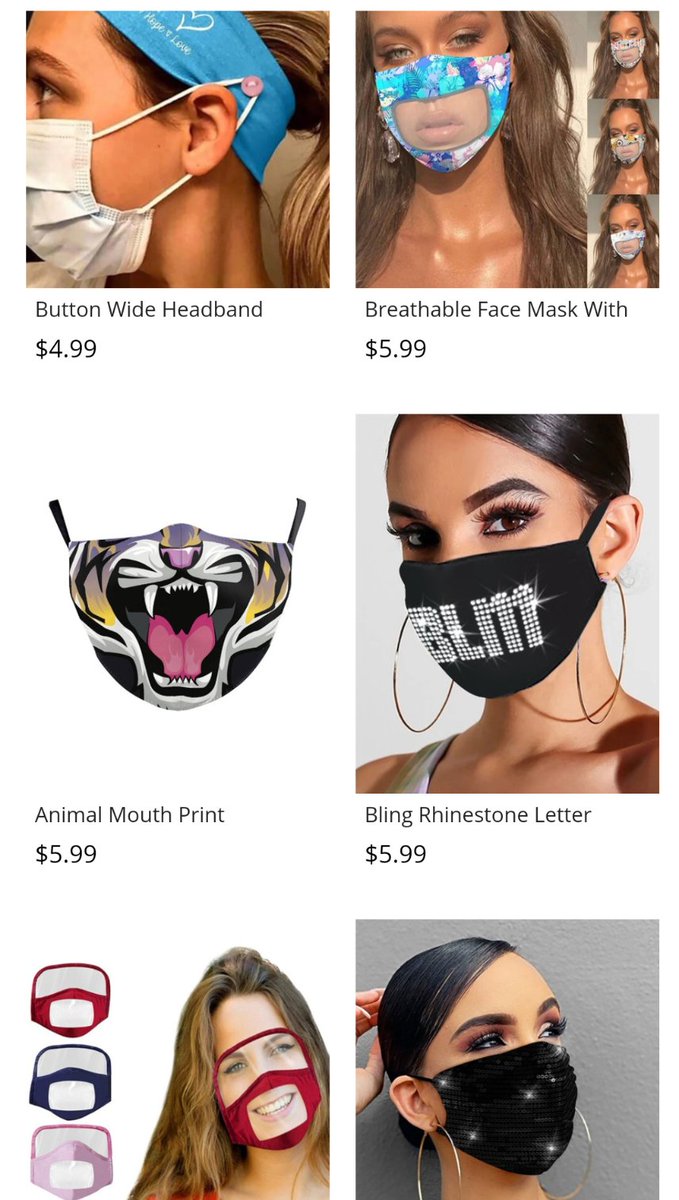 Hope & Love
Button Wide Headband
$4.99
Breathable Face Mask With
$5.99
BLM
Animal Mouth Print
$5.99
Bling Rhinestone Letter
$5.99